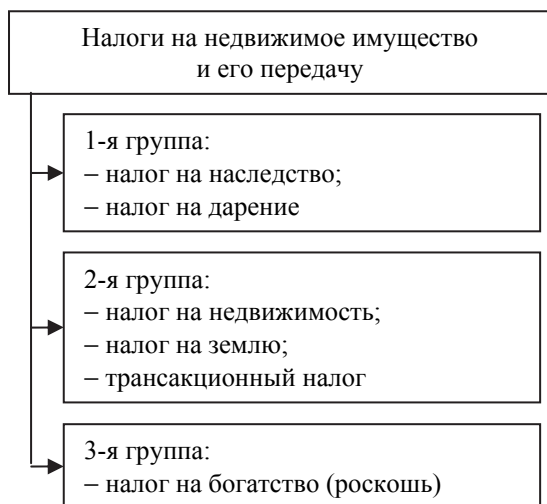 Налоги на недвижимое имущество
и его передачу
1-я группа:
– налог на наследство;
– налог на дарение
2-я группа:
– налог на недвижимость;
– налог на землю;
– трансакционный налог
3-я группа:
– налог на богатство (роскошь)